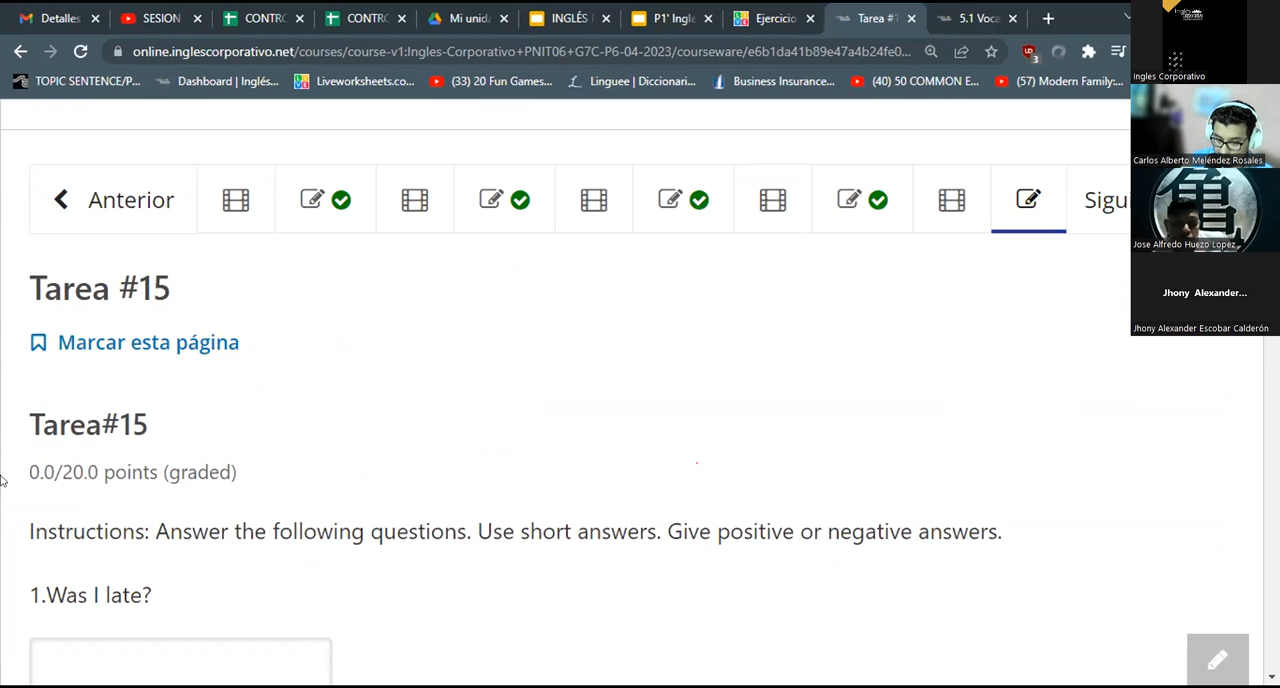 Detalles
SESION
CONTRO
CONTRO
Mi unida
INGLÉS
P1' Ingle
Ejercicio
Tarea #1
5.1 Voca
online.inglescorporativo.net/courses/course-v1:Ingles-Corporativo+PNIT06+G7C-P6-04-2023/courseware/e6b1da41b89e47a4b24fe0...
3
TOPIC SENTENCE/P...
Dashboard | Inglés...
Liveworksheets.co...
(33) 20 Fun Games...
Linguee | Diccionari...
Business Insurance...
(40) 50 COMMON E...
(57) Modern Family:...
Ingles Corporativo
Carlos Alberto Meléndez Rosales
Jose Alfredo Huezo Lopez
Jhony Alexander...
Jhony Alexander Escobar Calderón
Anterior
Sigu
Tarea #15
Marcar esta página
Tarea#15
0.0/20.0 points (graded)
Instructions: Answer the following questions. Use short answers. Give positive or negative answers.
1.Was I late?